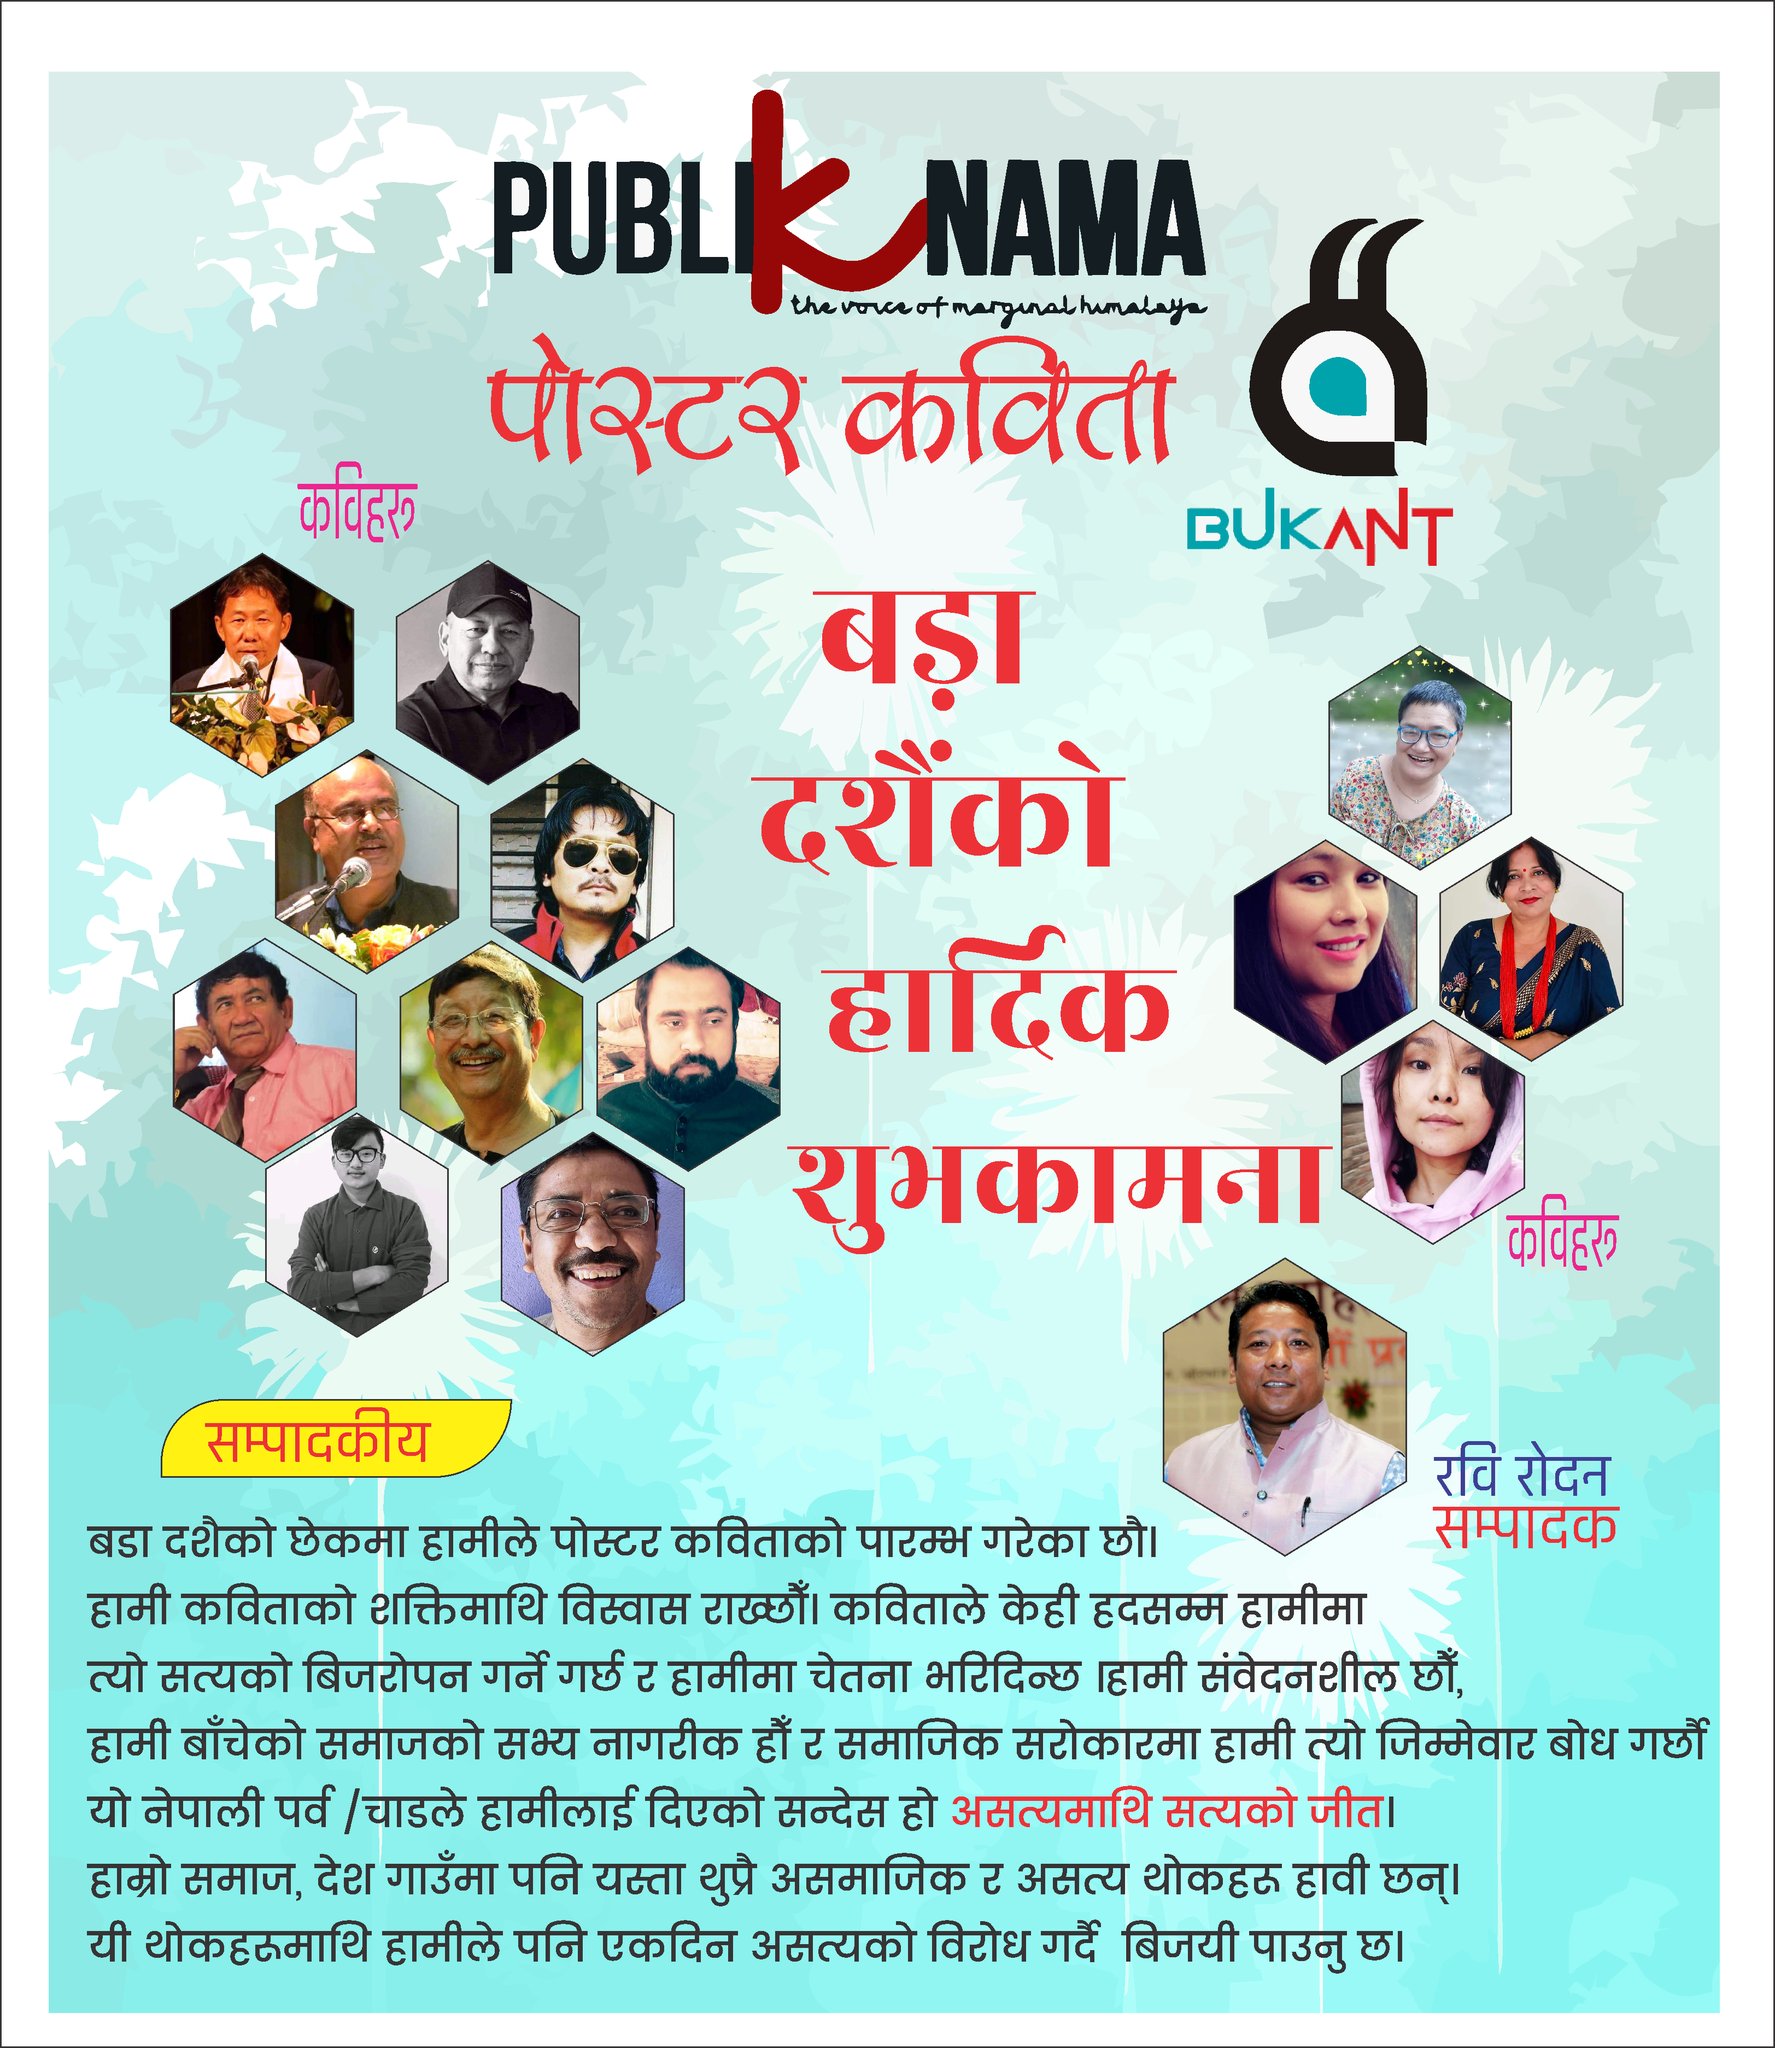 PUBLIK NAMA
the voice of marginal himalaya
पोस्टर कविता
BUKANT
कविहरू
बड़ा
दशैंको
हार्दिक
शुभकामना
कविहरू
रवि रोदन
सम्पादक
सम्पादकीय
बडा दशैको छेकमा हामीले पोस्टर कविताको पारम्भ गरेका छौ।
हामी कविताको शक्तिमाथि विस्वास राख्छौँ। कविताले केही हदसम्म हामीमा
त्यो सत्यको बिजरोपन गर्ने गर्छ र हामीमा चेतना भरिदिन्छ ।हामी संवेदनशील छौँ,
हामी बाँचेको समाजको सभ्य नागरीक हौँ र समाजिक सरोकारमा हामी त्यो जिम्मेवार बोध गर्छौ
यो नेपाली पर्व /चाडले हामीलाई दिएको सन्देस हो असत्यमाथि सत्यको जीत।
हाम्रो समाज, देश गाउँमा पनि यस्ता थुप्रै असमाजिक र असत्य थोकहरू हावी छन्।
यी थोकहरूमाथि हामीले पनि एकदिन असत्यको विरोध गर्दै बिजयी पाउनु छ।